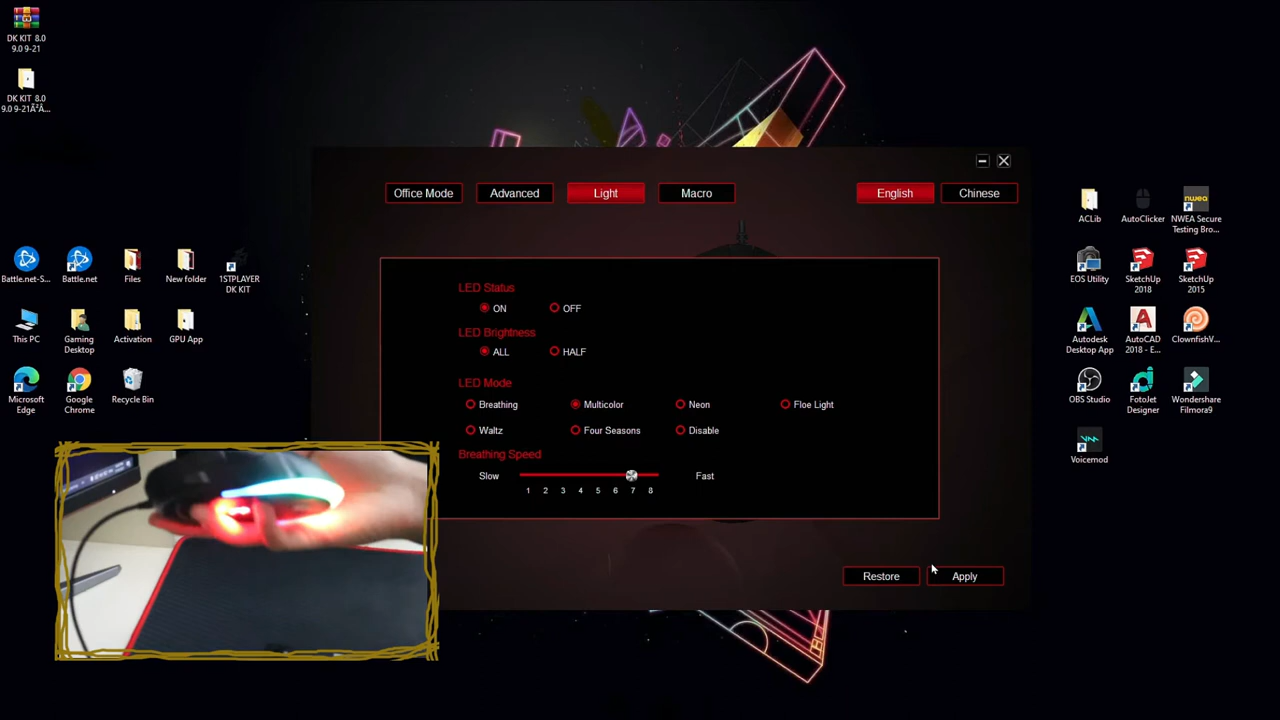 DK KIT 8.0
9.0 9-21
DK KIT 8.0
Office Mode
Advanced
Light
Macro
English
Chinese
LED Status
ON
OFF
LED Brightness
ALL
HALF
LED Mode
Breathing
Multicolor
Neon
Floe Light
Waltz
Four Seasons
Disable
Breathing Speed
Slow
Fast
1 2 3 4 5 6 7 8
Restore
Apply
Battle.net-S...
Battle.net
Files
New folder
1STPLAYER
DK KIT
This PC
Gaming
Desktop
Activation
GPU App
Microsoft
Edge
Google
Chrome
Recycle Bin
ACLib
AutoClicker
nwea
NWEA Secure
Testing Bro...
EOS Utility
SketchUp
2018
SketchUp
2015
Autodesk
Desktop App
AutoCAD
2018 - E...
ClownfishV...
OBS Studio
FotoJet
Designer
Wondershare
Filmora9
Voicemod